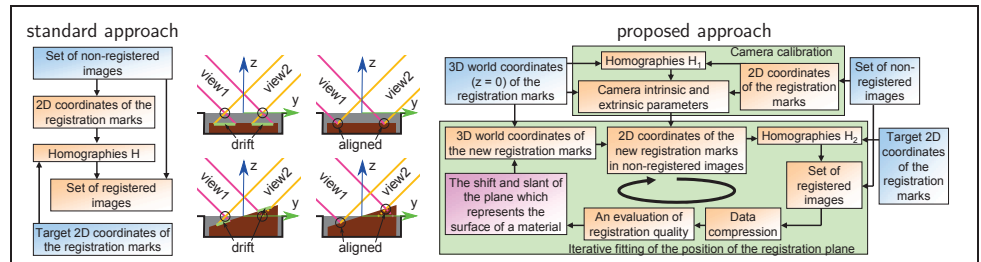 standard approach
Set of non-registered
images
2D coordinates of the
registration marks
Homographies H
Set of registered
images
Target 2D coordinates of
the registration marks
z
view1
view2
y
drift
z
view1
view2
y
aligned
z
view1
view2
y
drift
z
view1
view2
y
aligned
proposed approach
3D world coordinates
(z = 0) of the
registration marks
Homographies H1
Camera calibration
Camera intrinsic and
extrinsic parameters
2D coordinates
of the registration
marks
Set of non-
registered
images
3D world coordinates of
the new registration marks
2D coordinates of the
new registration marks
in non-registered images
Homographies H2
Target 2D
coordinates
of the
registration
marks
The shift and slant of
the plane which
represents the
surface of a material
Set of
registered
images
An evaluation of
registration quality
Data
compression
Iterative fitting of the position of the registration plane